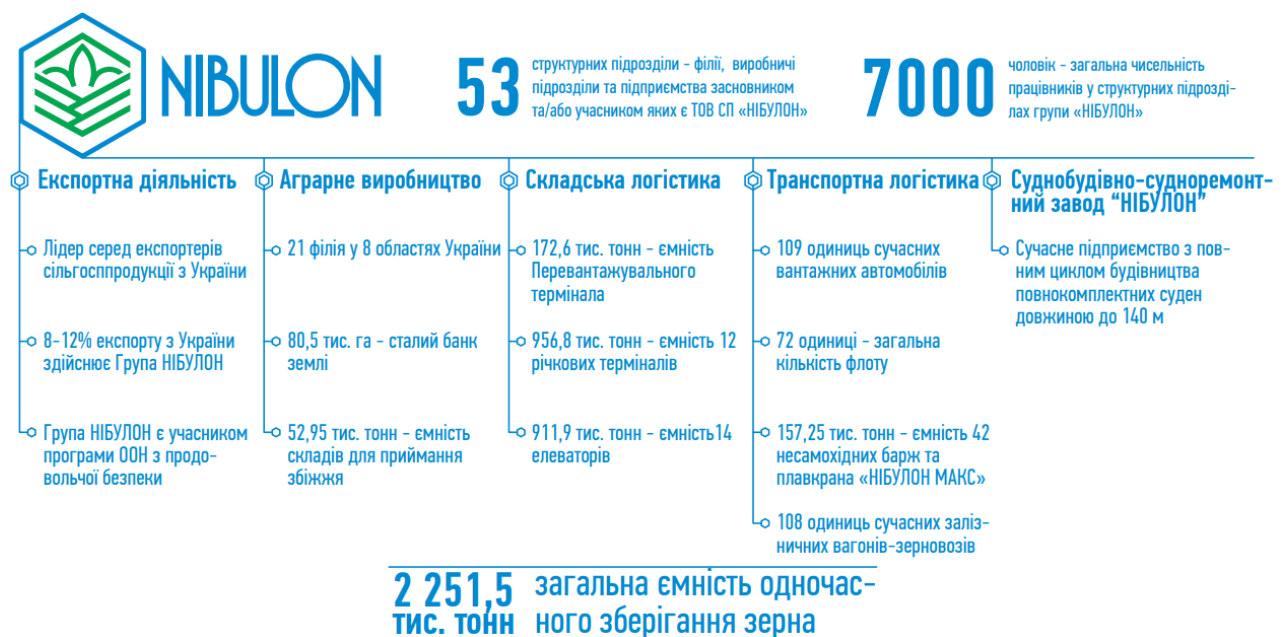 NIBULON
53
структурних підрозділи - філії, виробничі
підрозділи та підприємства засновником
та/або учасником яких є ТОВ СП «НІБУЛОН»
7000
чоловік - загальна чисельність
працівників у структурних підрозді-
лах групи «НІБУЛОН»
Експортна діяльність
Лідер серед експортерів
сільгосппродукції з України
8-12% експорту з України
здійснює Група НІБУЛОН
Група НІБУЛОН є учасником
програми ООН з продо-
вольчої безпеки
Аграрне виробництво
21 філія у 8 областях України
80,5 тис. га - сталий банк
землі
52,95 тис. тонн - ємність
складів для приймання
збіжжя
Складська логістика
172,6 тис. тонн - ємність
Перевантажувального
термінала
956,8 тис. тонн - ємність 12
річкових терміналів
911,9 тис. тонн - ємність14
елеваторів
Транспортна логістика
109 одиниць сучасних
вантажних автомобілів
72 одиниці - загальна
кількість флоту
157,25 тис. тонн - ємність 42
несамохідних барж та
плавкрана «НІБУЛОН МАКС»
108 одиниць сучасних заліз-
ничних вагонів-зерновозів
Суднобудівно-судноремонт-
ний завод "НІБУЛОН"
Сучасне підприємство з пов-
ним циклом будівництва
повнокомплектних суден
довжиною до 140 м
2 251,5
тис. тонн
загальна ємність одночас-
ного зберігання зерна